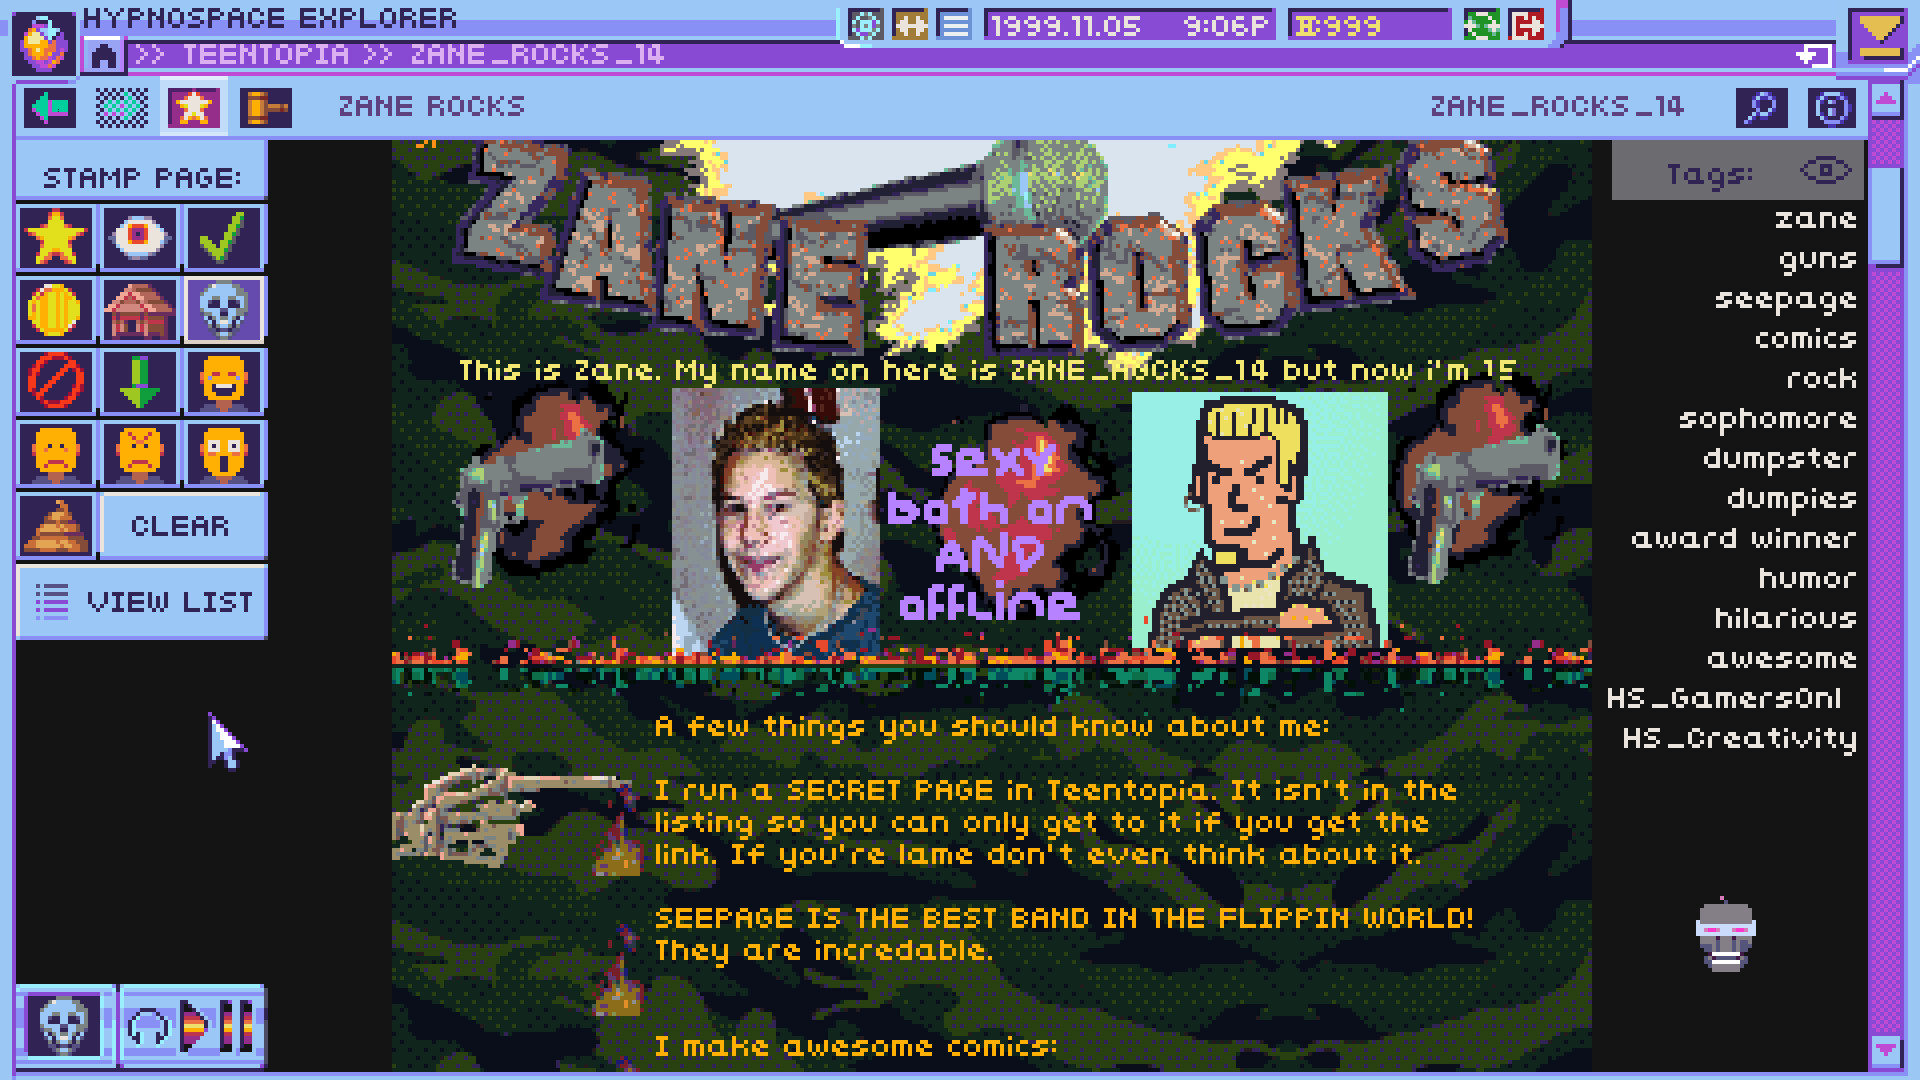 HYPNOSPACE EXPLORER
1999.11.05 9:06P
999
>> TEENTOPIA >> ZANE_ROCKS_14
ZANE ROCKS
ZANE_ROCKS_14
STAMP PAGE:
CLEAR
VIEW LIST
ZANE ROCKS
This is Zane. My name on here is ZANE_ROCKS_14 but now i'm 15
sexy
both on
AND
offline
A few things you should know about me:
I run a SECRET PAGE in Teentopia. It isn't in the
listing so you can only get to it if you get the
link. If you're lame don't even think about it.
SEEPAGE IS THE BEST BAND IN THE FLIPPIN WORLD!
They are incredable.
I make awesome comics:
Tags:
zane
guns
seepage
comics
rock
sophomore
dumpster
dumpies
award winner
humor
hilarious
awesome
HS_GamersOnl
HS_Creativity